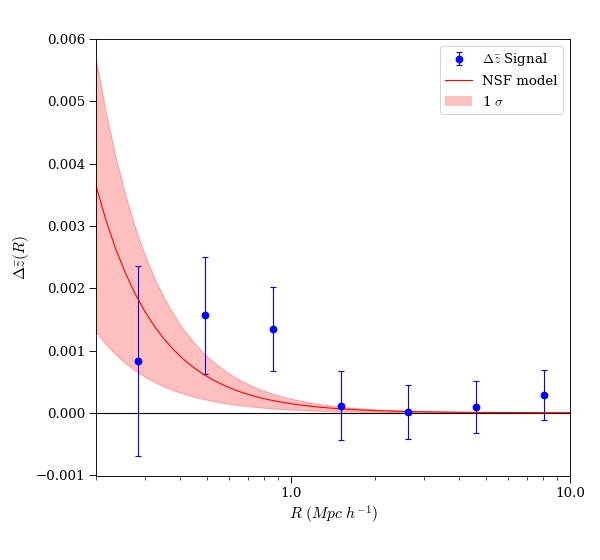 0.006
0.005
0.004
0.003
0.002
0.001
0.000
−0.001
Δz̄(R)
Δz̄ Signal
NSF model
1 σ
1.0
10.0
R (Mpc h⁻¹)